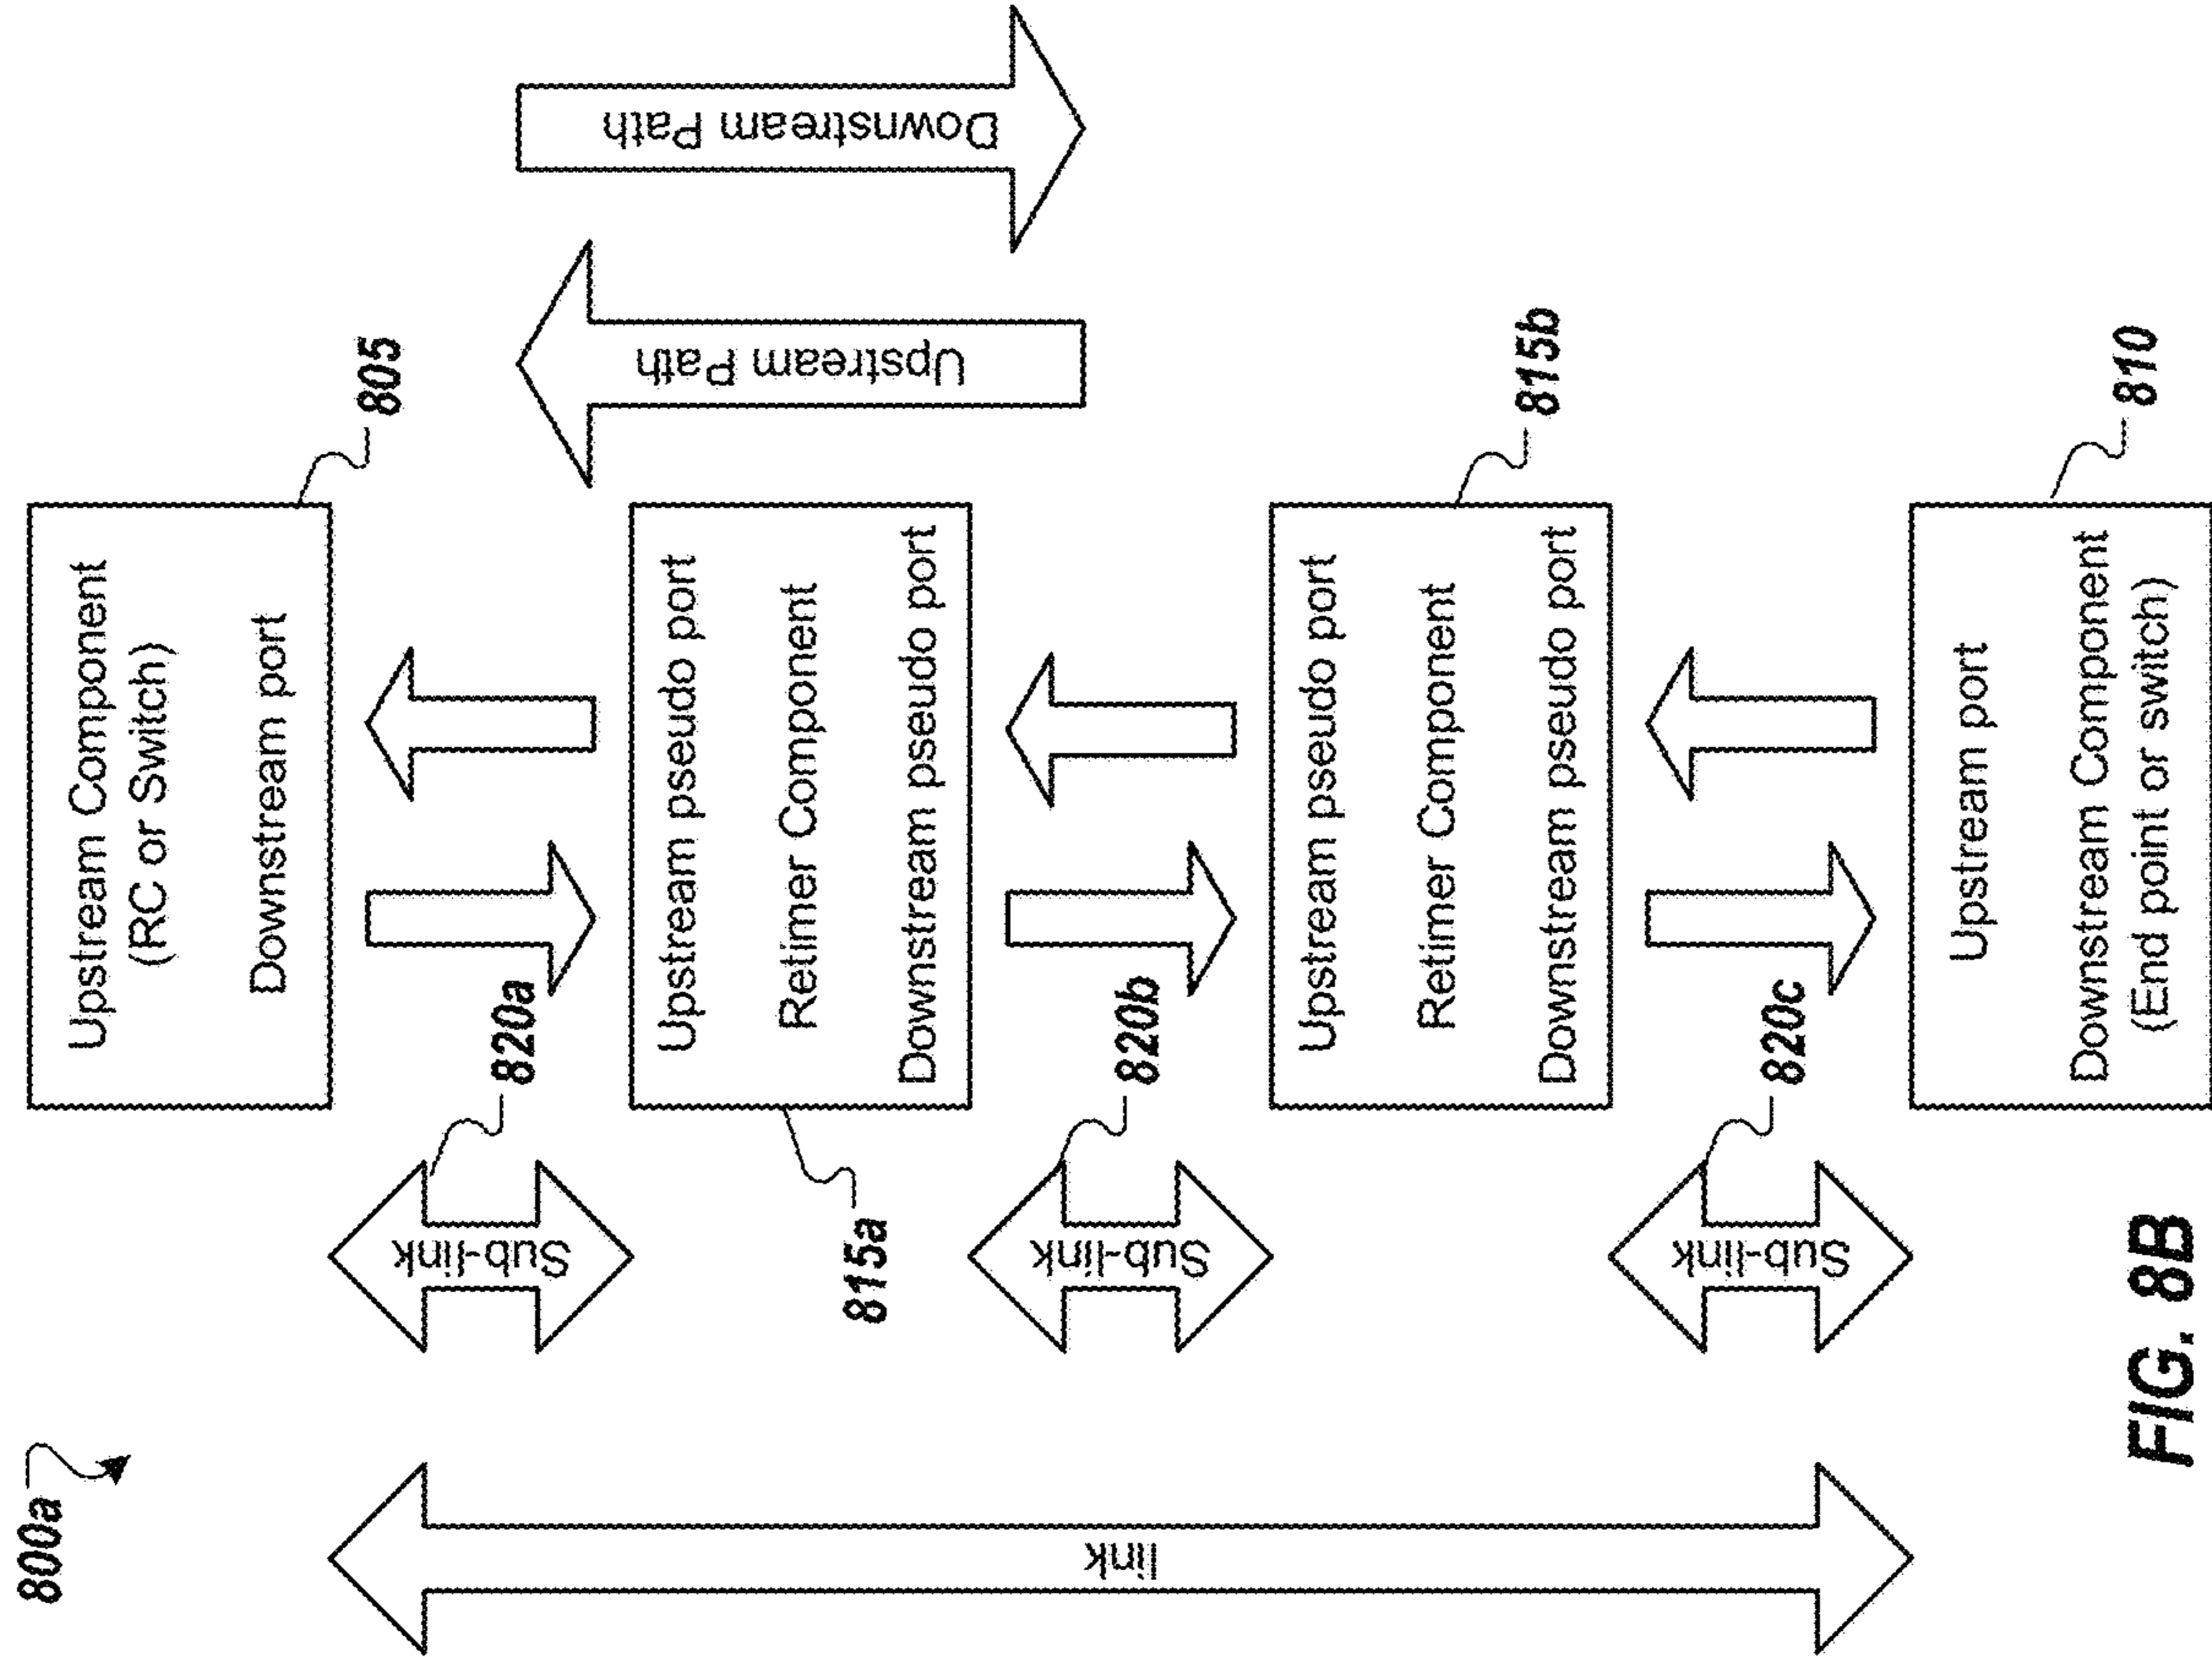 800a
Upstream Component
(RC or Switch)
Downstream port
805
Sub-link
820a
Upstream pseudo port
Retimer Component
Downstream pseudo port
815a
Upstream Path
Downstream Path
link
Sub-link
820b
Upstream pseudo port
Retimer Component
Downstream pseudo port
815b
Sub-link
820c
Upstream port
Downstream Component
(End point or switch)
810
FIG. 8B